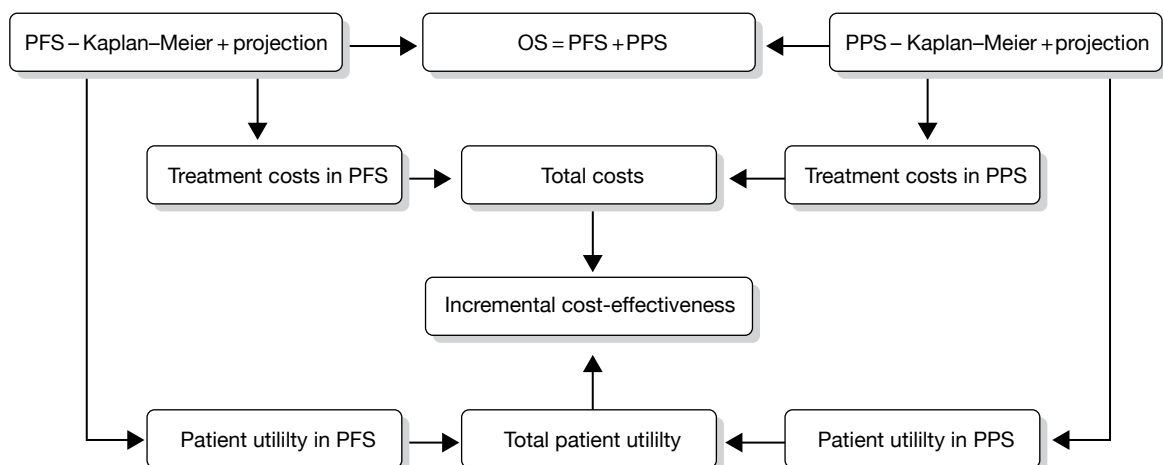 PFS – Kaplan–Meier + projection
OS = PFS + PPS
PPS – Kaplan–Meier + projection
Treatment costs in PFS
Total costs
Treatment costs in PPS
Incremental cost-effectiveness
Patient utililty in PFS
Total patient utililty
Patient utililty in PPS